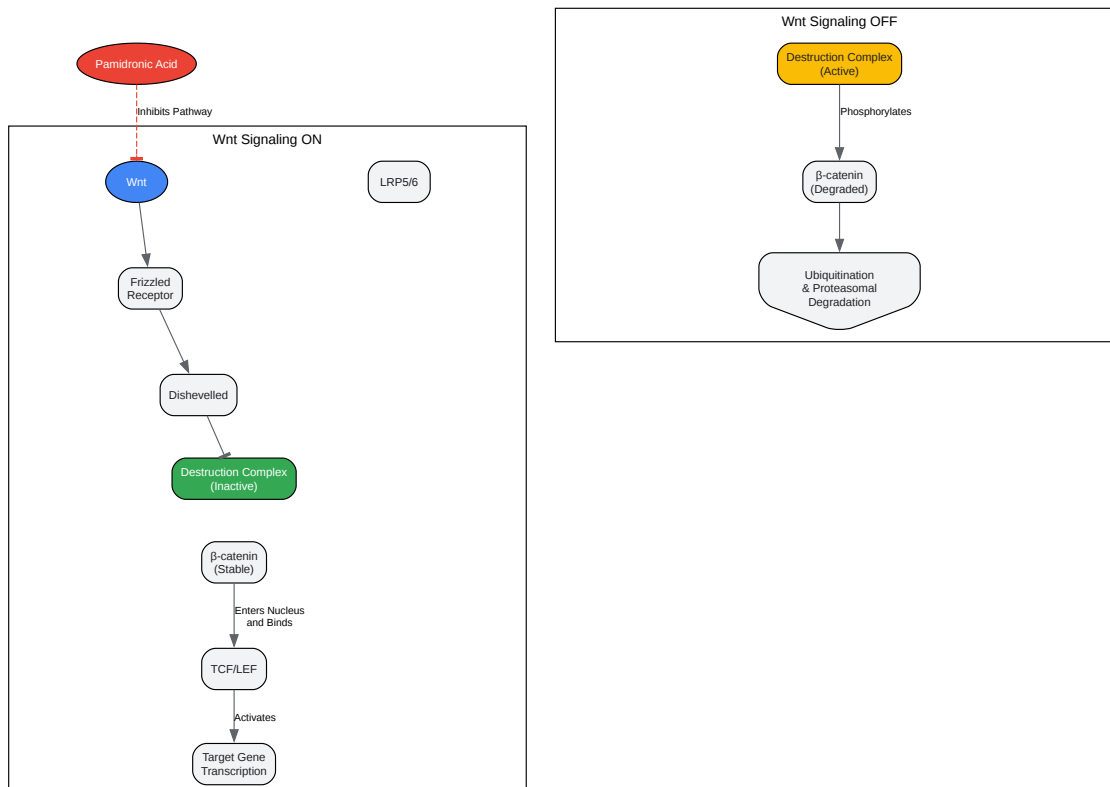 Pamidronic Acid
Inhibits Pathway
Wnt Signaling ON
Wnt
LRP5/6
Frizzled
Receptor
Dishevelled
Destruction Complex
(Inactive)
β-catenin
(Stable)
Enters Nucleus
and Binds
TCF/LEF
Activates
Target Gene
Transcription
Wnt Signaling OFF
Destruction Complex
(Active)
Phosphorylates
β-catenin
(Degraded)
Ubiquitination
& Proteasomal
Degradation